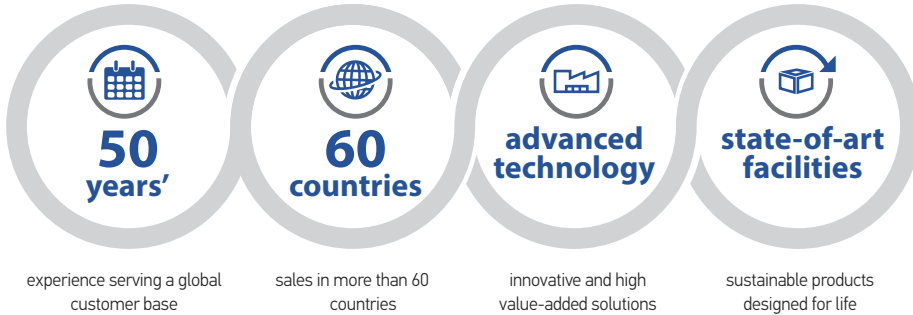 50
years’
experience serving a global
customer base
60
countries
sales in more than 60
countries
advanced
technology
innovative and high
value-added solutions
state-of-art
facilities
sustainable products
designed for life